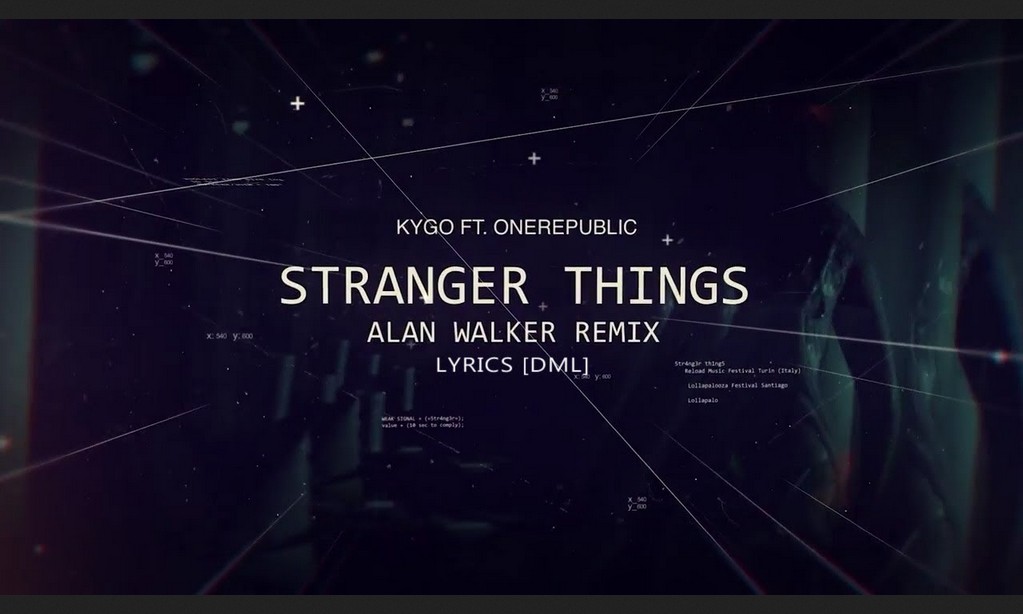 x_540
y_600
KYGO FT. ONEREPUBLIC
x_540
y_600
STRANGER THINGS
ALAN WALKER REMIX
x: 540 y: 600
LYRICS [DML]
Str4ng3r th1ngS
Reload Music Festival Turin (Italy)
x: 540 y: 600
Lollapalooza Festival Santiago
Lollapalo
WEAK SIGNAL = (<Str4ng3r>);
value = (10 sec to comply);
x_540
y_600